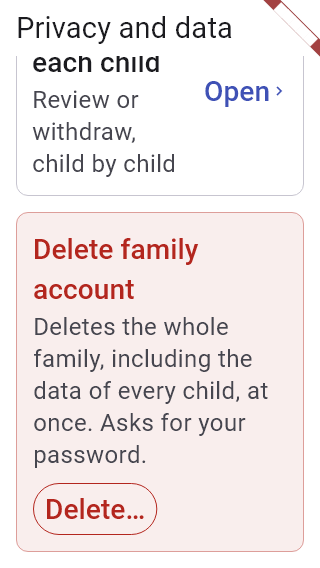 Privacy and data
each child
Review or
withdraw,
child by child
Open
Delete family
account
Deletes the whole
family, including the
data of every child, at
once. Asks for your
password.
Delete…